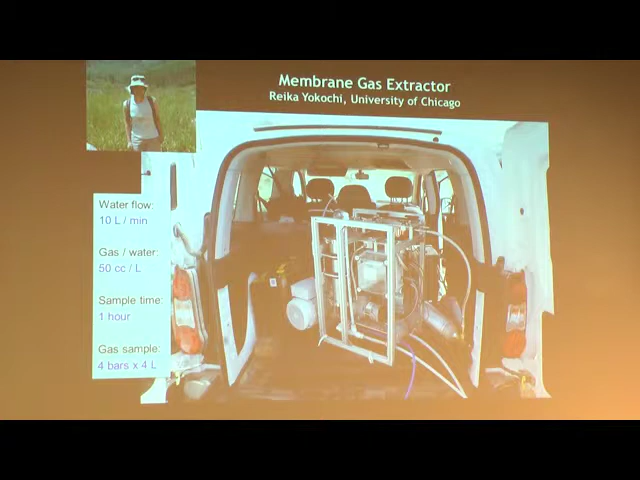 Membrane Gas Extractor
Reika Yokochi, University of Chicago
Water flow:
10 L / min
Gas / water:
50 cc / L
Sample time:
1 hour
Gas sample:
4 bars x 4 L